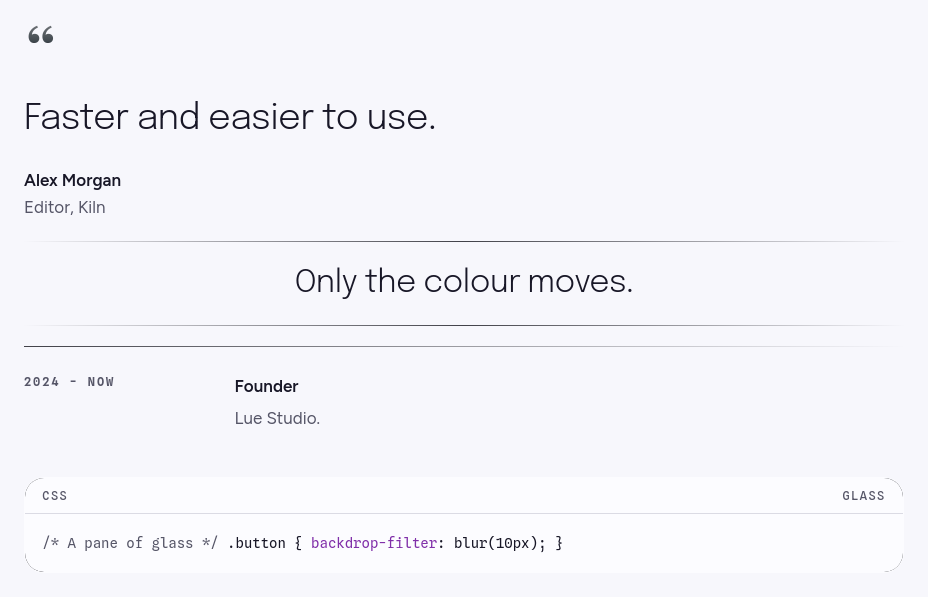 “
Faster and easier to use.
Alex Morgan
Editor, Kiln
Only the colour moves.
2024 - NOW
Founder
Lue Studio.
CSS
GLASS
/* A pane of glass */ .button { backdrop-filter: blur(10px); }